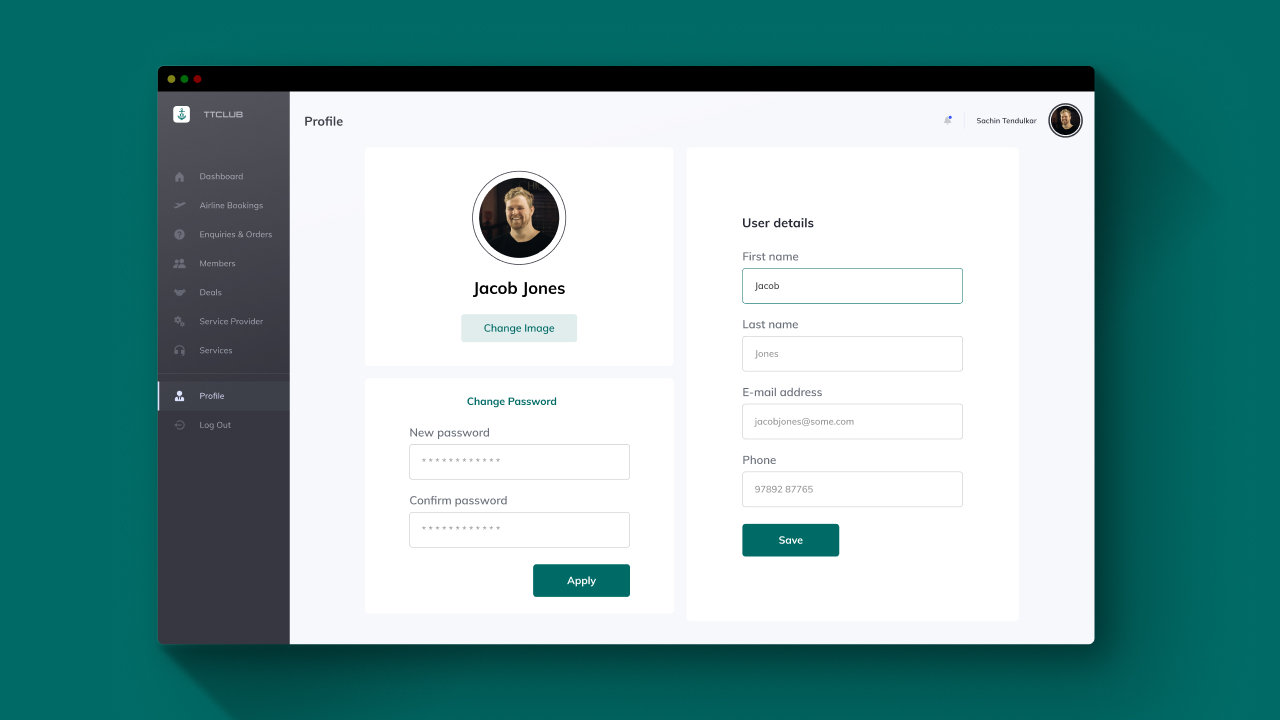 TTCLUB
Dashboard
Airline Bookings
Enquiries & Orders
Members
Deals
Service Provider
Services
Profile
Log Out
Profile
Sachin Tendulkar
Jacob Jones
Change Image
Change Password
New password
* * * * * * * * * * * *
Confirm password
* * * * * * * * * * * *
Apply
User details
First name
Jacob
Last name
Jones
E-mail address
jacobjones@some.com
Phone
97892 87765
Save